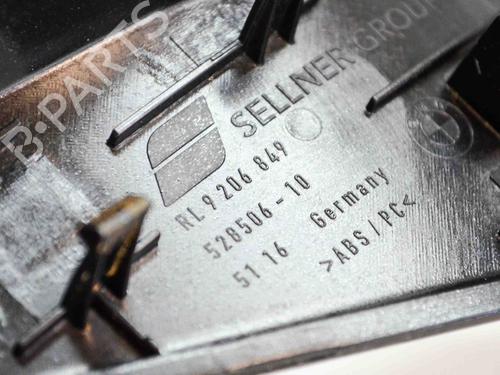 B-PARTS
SELLNER GROUP
RL 9 206 849
528506-10
51 16 Germany
>ABS/PC<